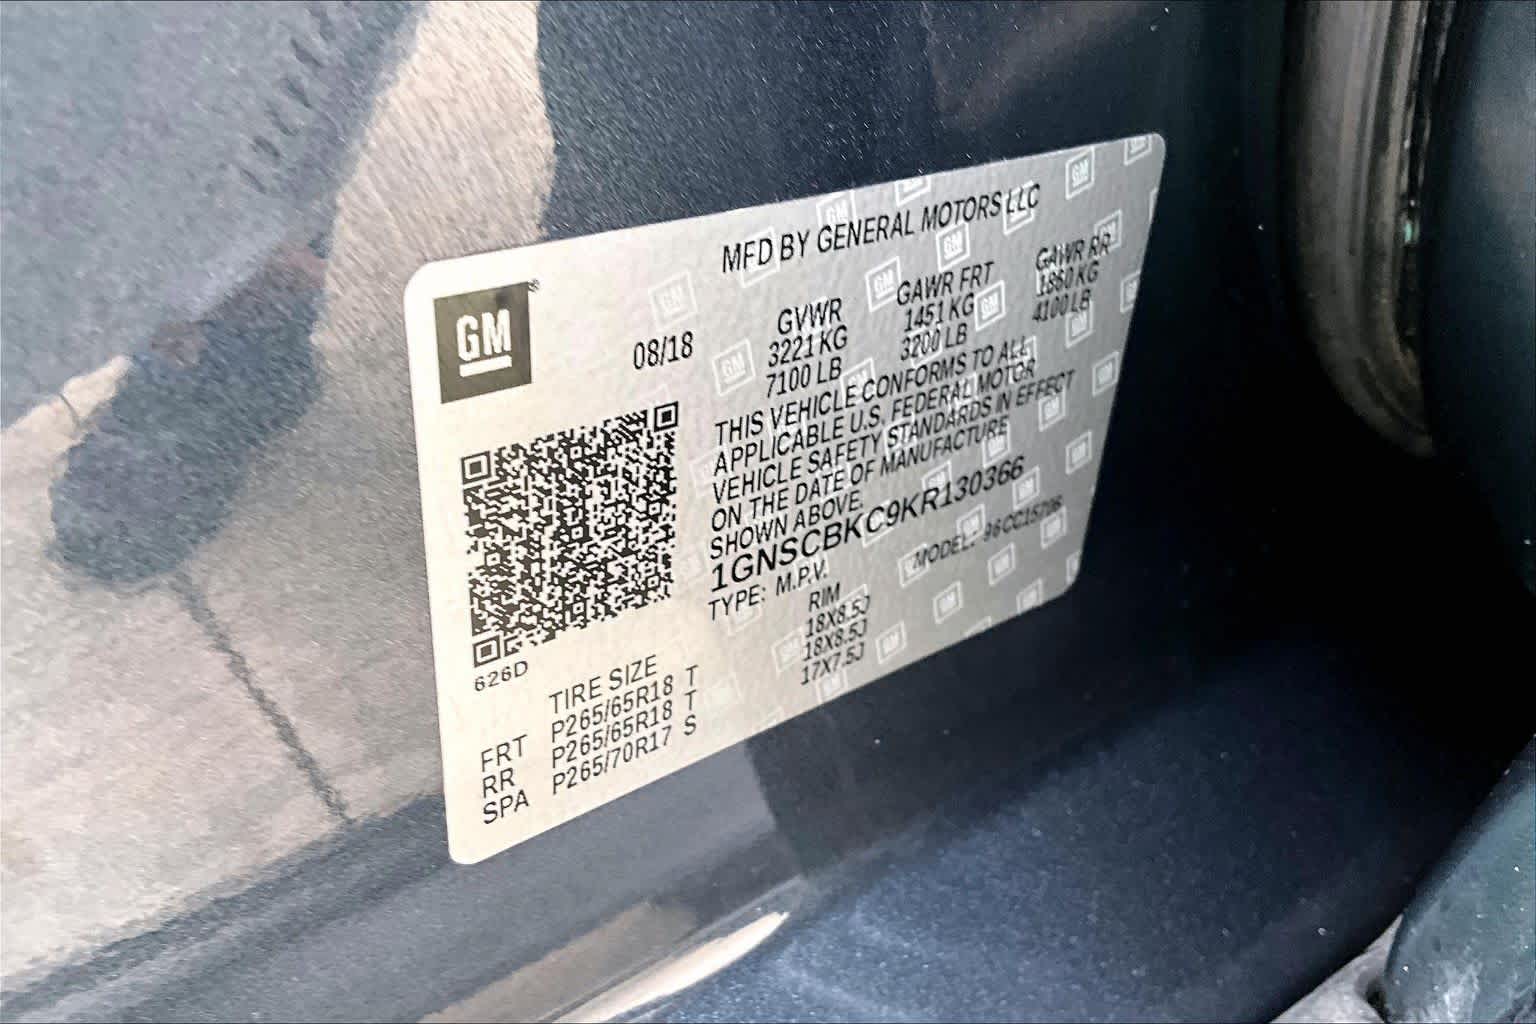 MFD BY GENERAL MOTORS LLC
GM
08/18
GVWR GAWR FRT GAWR RR
3221 KG 1451 KG 1860 KG
7100 LB 3200 LB 4100 LB
THIS VEHICLE CONFORMS TO ALL
APPLICABLE U.S. FEDERAL MOTOR
VEHICLE SAFETY STANDARDS IN EFFECT
ON THE DATE OF MANUFACTURE
SHOWN ABOVE.
1GNSCBKC9KR130366
TYPE: M.P.V. MODEL: 96CC15706
626D
TIRE SIZE RIM
FRT P265/65R18 T 18X8.5J
RR P265/65R18 T 18X8.5J
SPA P265/70R17 S 17X7.5J